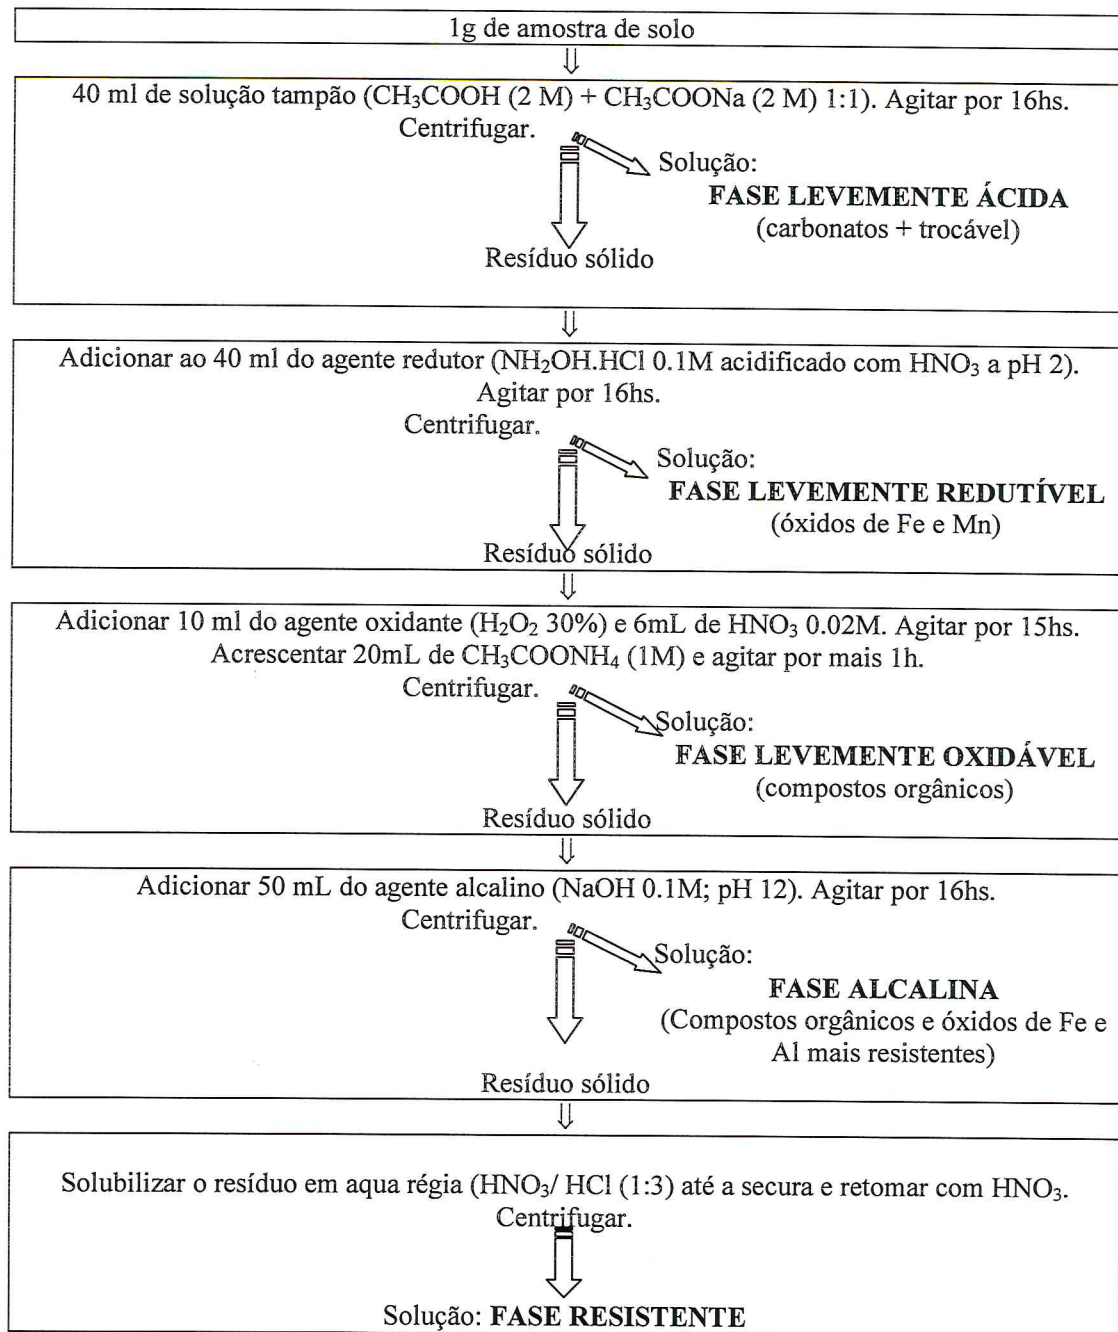 1g de amostra de solo
40 ml de solução tampão (CH₃COOH (2 M) + CH₃COONa (2 M) 1:1). Agitar por 16hs.
Centrifugar.
Solução:
FASE LEVEMENTE ÁCIDA
(carbonatos + trocável)
Resíduo sólido
Adicionar ao 40 ml do agente redutor (NH₂OH.HCl 0.1M acidificado com HNO₃ a pH 2).
Agitar por 16hs.
Centrifugar.
Solução:
FASE LEVEMENTE REDUTÍVEL
(óxidos de Fe e Mn)
Resíduo sólido
Adicionar 10 ml do agente oxidante (H₂O₂ 30%) e 6mL de HNO₃ 0.02M. Agitar por 15hs.
Acrescentar 20mL de CH₃COONH₄ (1M) e agitar por mais 1h.
Centrifugar.
Solução:
FASE LEVEMENTE OXIDÁVEL
(compostos orgânicos)
Resíduo sólido
Adicionar 50 mL do agente alcalino (NaOH 0.1M; pH 12). Agitar por 16hs.
Centrifugar.
Solução:
FASE ALCALINA
(Compostos orgânicos e óxidos de Fe e
Al mais resistentes)
Resíduo sólido
Solubilizar o resíduo em aqua régia (HNO₃/ HCl (1:3) até a secura e retomar com HNO₃.
Centrifugar.
Solução: FASE RESISTENTE